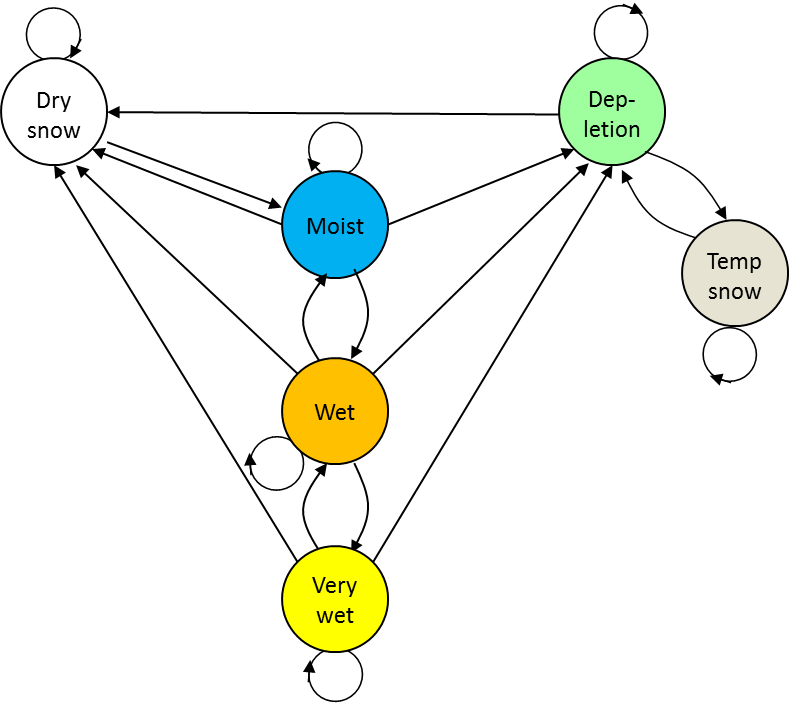 Dry
snow
Dep-
letion
Moist
Temp
snow
Wet
Very
wet